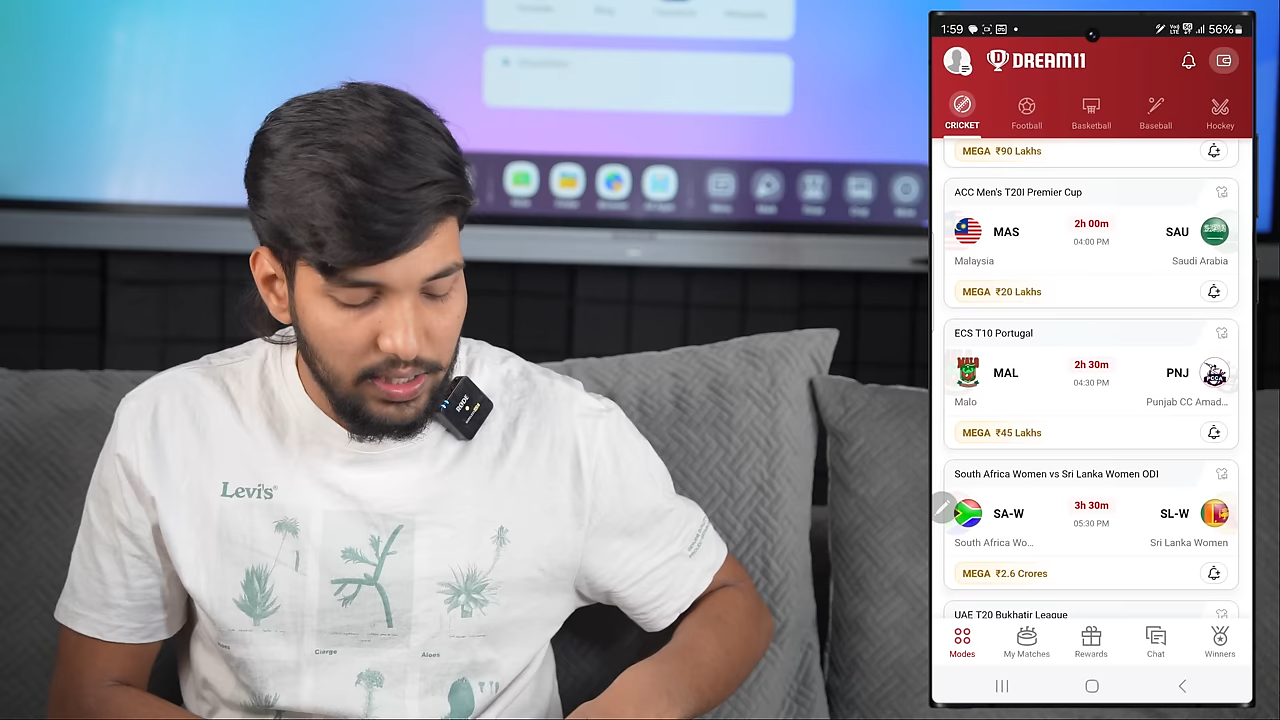 1:59
56%
DREAM11
CRICKET
Football
Basketball
Baseball
Hockey
MEGA ₹90 Lakhs
ACC Men's T20I Premier Cup
MAS
2h 00m
SAU
04:00 PM
Malaysia
Saudi Arabia
MEGA ₹20 Lakhs
ECS T10 Portugal
MAL
2h 30m
PNJ
04:30 PM
Malo
Punjab CC Amad...
MEGA ₹45 Lakhs
South Africa Women vs Sri Lanka Women ODI
SA-W
3h 30m
SL-W
05:30 PM
South Africa Wo...
Sri Lanka Women
MEGA ₹2.6 Crores
UAE T20 Bukhatir League
Modes
My Matches
Rewards
Chat
Winners
RØDE
Levi's®
Cierge
Aloes